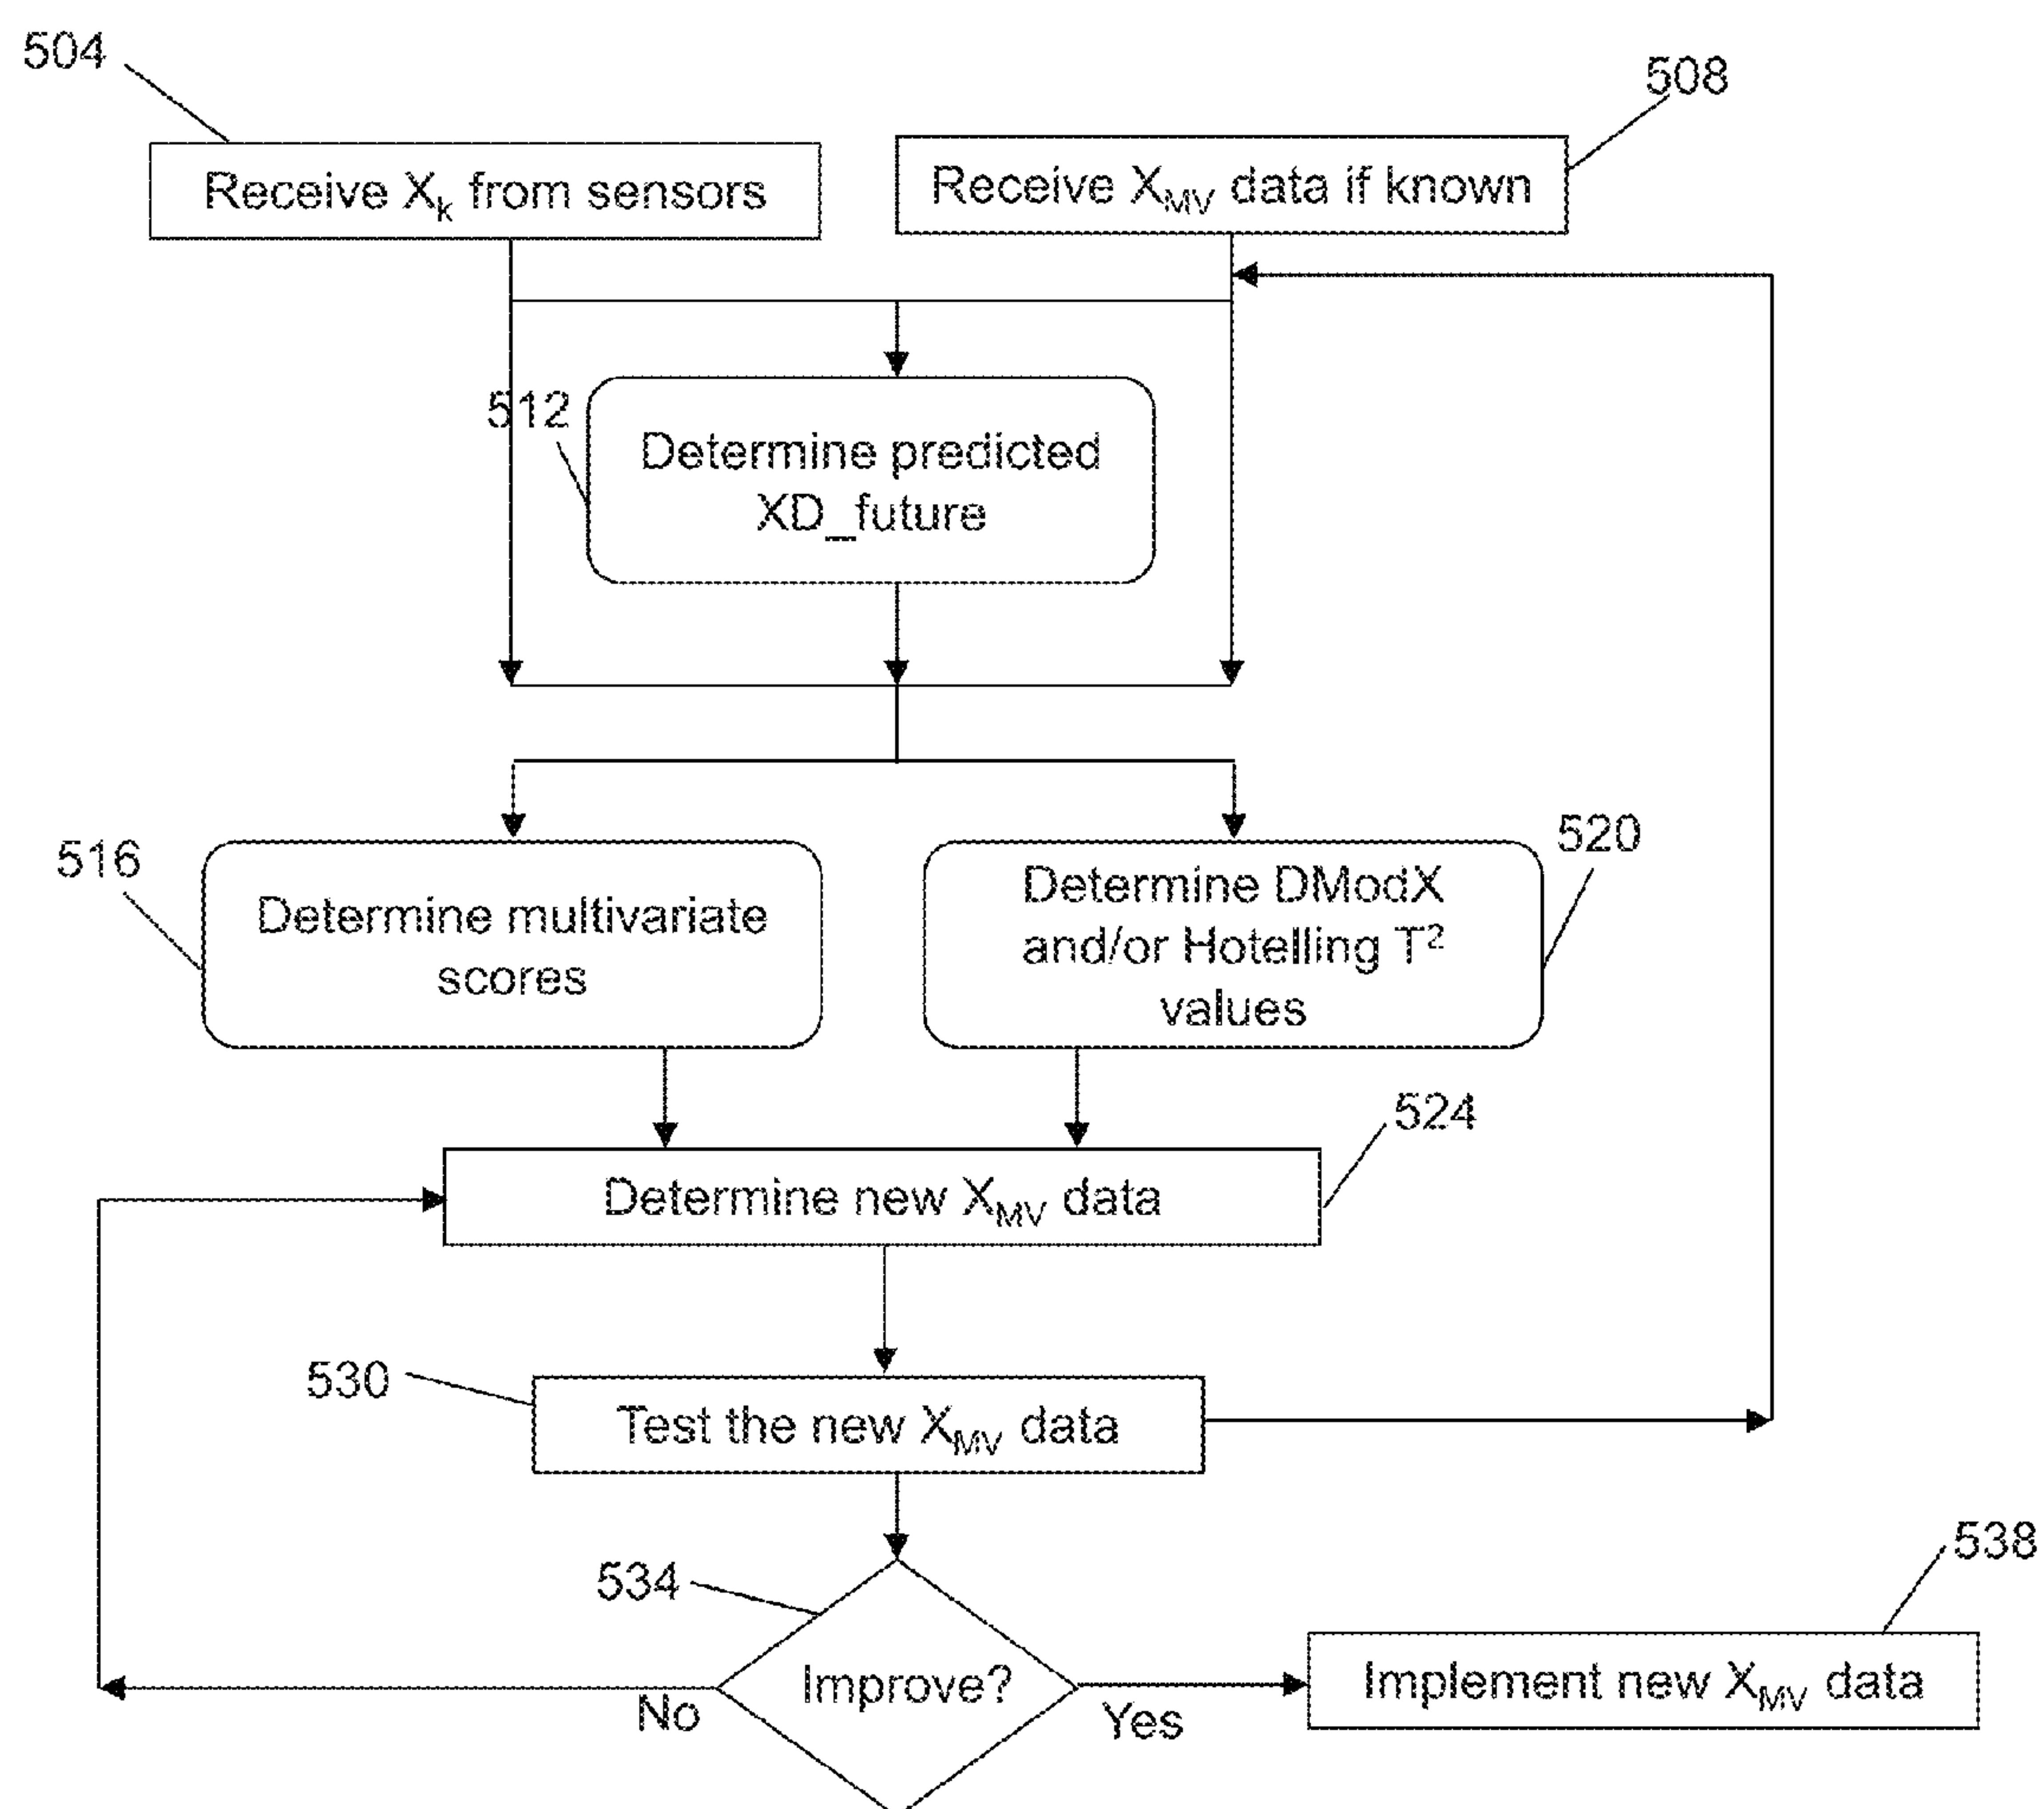 504
508
Receive Xk from sensors
Receive XMV data if known
512
Determine predicted
XD_future
516
520
Determine multivariate
scores
Determine DModX
and/or Hotelling T²
values
524
Determine new XMV data
530
Test the new XMV data
534
538
Improve?
Implement new XMV data
No
Yes